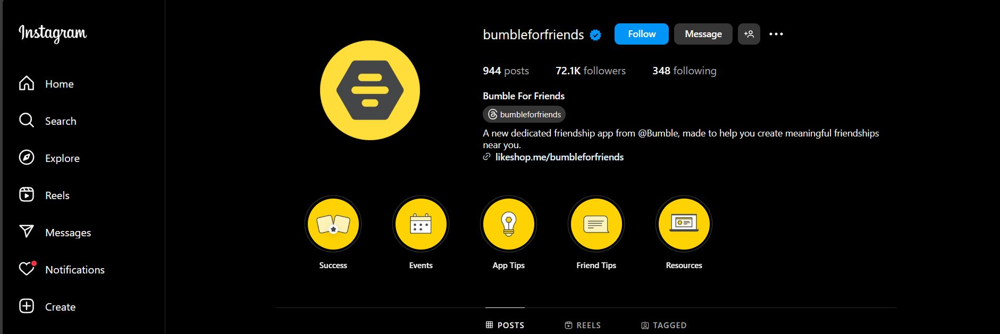 Instagram
Home
Search
Explore
Reels
Messages
Notifications
Create
bumbleforfriends
Follow
Message
944 posts
72.1K followers
348 following
Bumble For Friends
bumbleforfriends
A new dedicated friendship app from @Bumble, made to help you create meaningful friendships
near you.
likeshop.me/bumbleforfriends
Success
Events
App Tips
Friend Tips
Resources
POSTS
REELS
TAGGED